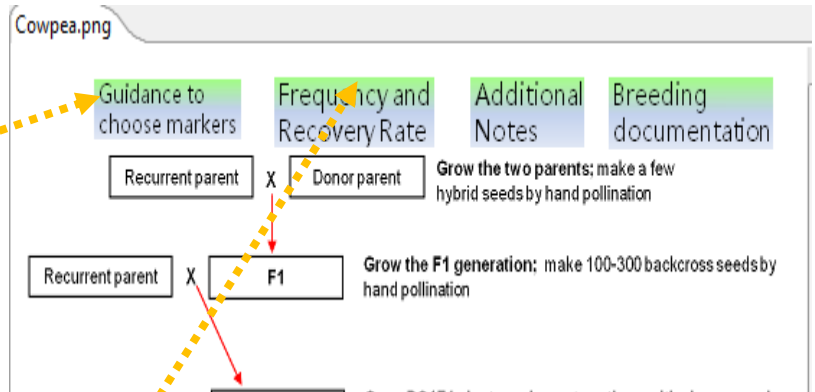 Cowpea.png
Guidance to Frequency and Additional Breeding
choose markers Recovery Rate Notes documentation
Recurrent parent X Donor parent Grow the two parents; make a few
hybrid seeds by hand pollination
Recurrent parent X F1 Grow the F1 generation; make 100-300 backcross seeds by
hand pollination